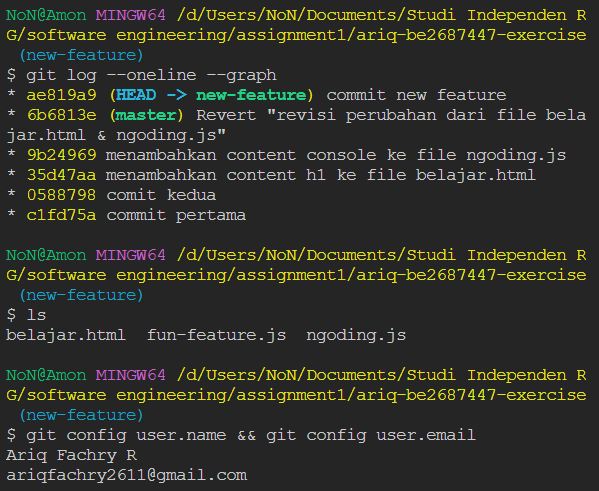 NoN@Amon MINGW64 /d/Users/NoN/Documents/Studi Independen R
G/software engineering/assignment1/ariq-be2687447-exercise
(new-feature)
$ git log --oneline --graph
* ae819a9 (HEAD -> new-feature) commit new feature
* 6b6813e (master) Revert "revisi perubahan dari file bela
jar.html & ngoding.js"
* 9b24969 menambahkan content console ke file ngoding.js
* 35d47aa menambahkan content h1 ke file belajar.html
* 0588798 comit kedua
* c1fd75a commit pertama
NoN@Amon MINGW64 /d/Users/NoN/Documents/Studi Independen R
G/software engineering/assignment1/ariq-be2687447-exercise
(new-feature)
$ ls
belajar.html  fun-feature.js  ngoding.js
NoN@Amon MINGW64 /d/Users/NoN/Documents/Studi Independen R
G/software engineering/assignment1/ariq-be2687447-exercise
(new-feature)
$ git config user.name && git config user.email
Ariq Fachry R
ariqfachry2611@gmail.com